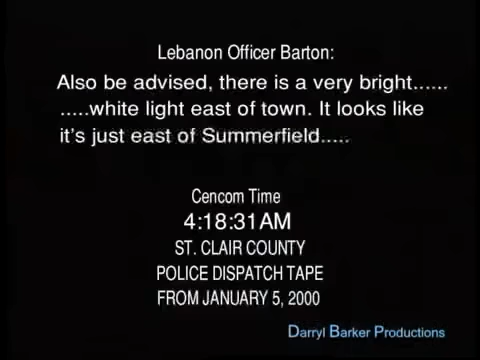 Lebanon Officer Barton:
Also be advised, there is a very bright......
.....white light east of town. It looks like
it's just east of Summerfield.....
Cencom Time
4:18:31AM
ST. CLAIR COUNTY
POLICE DISPATCH TAPE
FROM JANUARY 5, 2000
Darryl Barker Productions